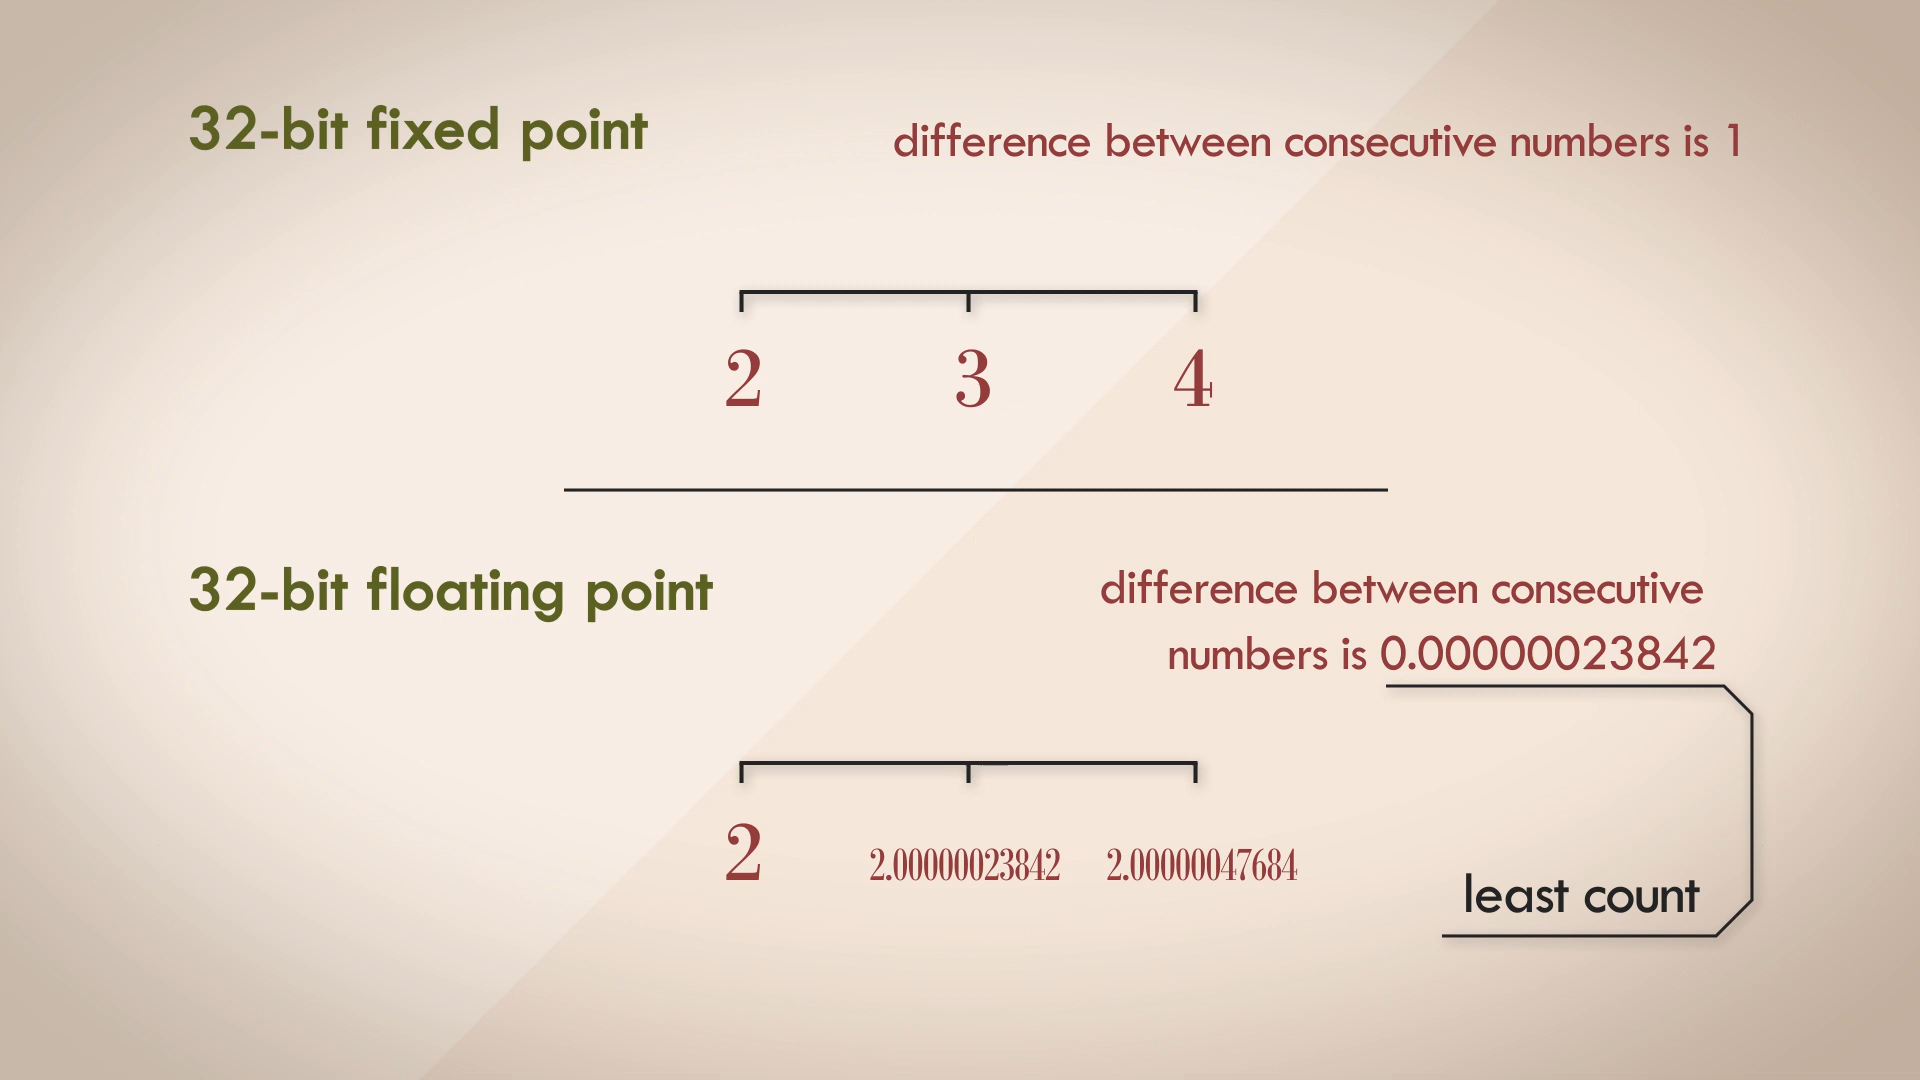 32-bit fixed point
difference between consecutive numbers is 1
2 3 4
32-bit floating point
difference between consecutive
numbers is 0.00000023842
2 2.00000023842 2.00000047684
least count